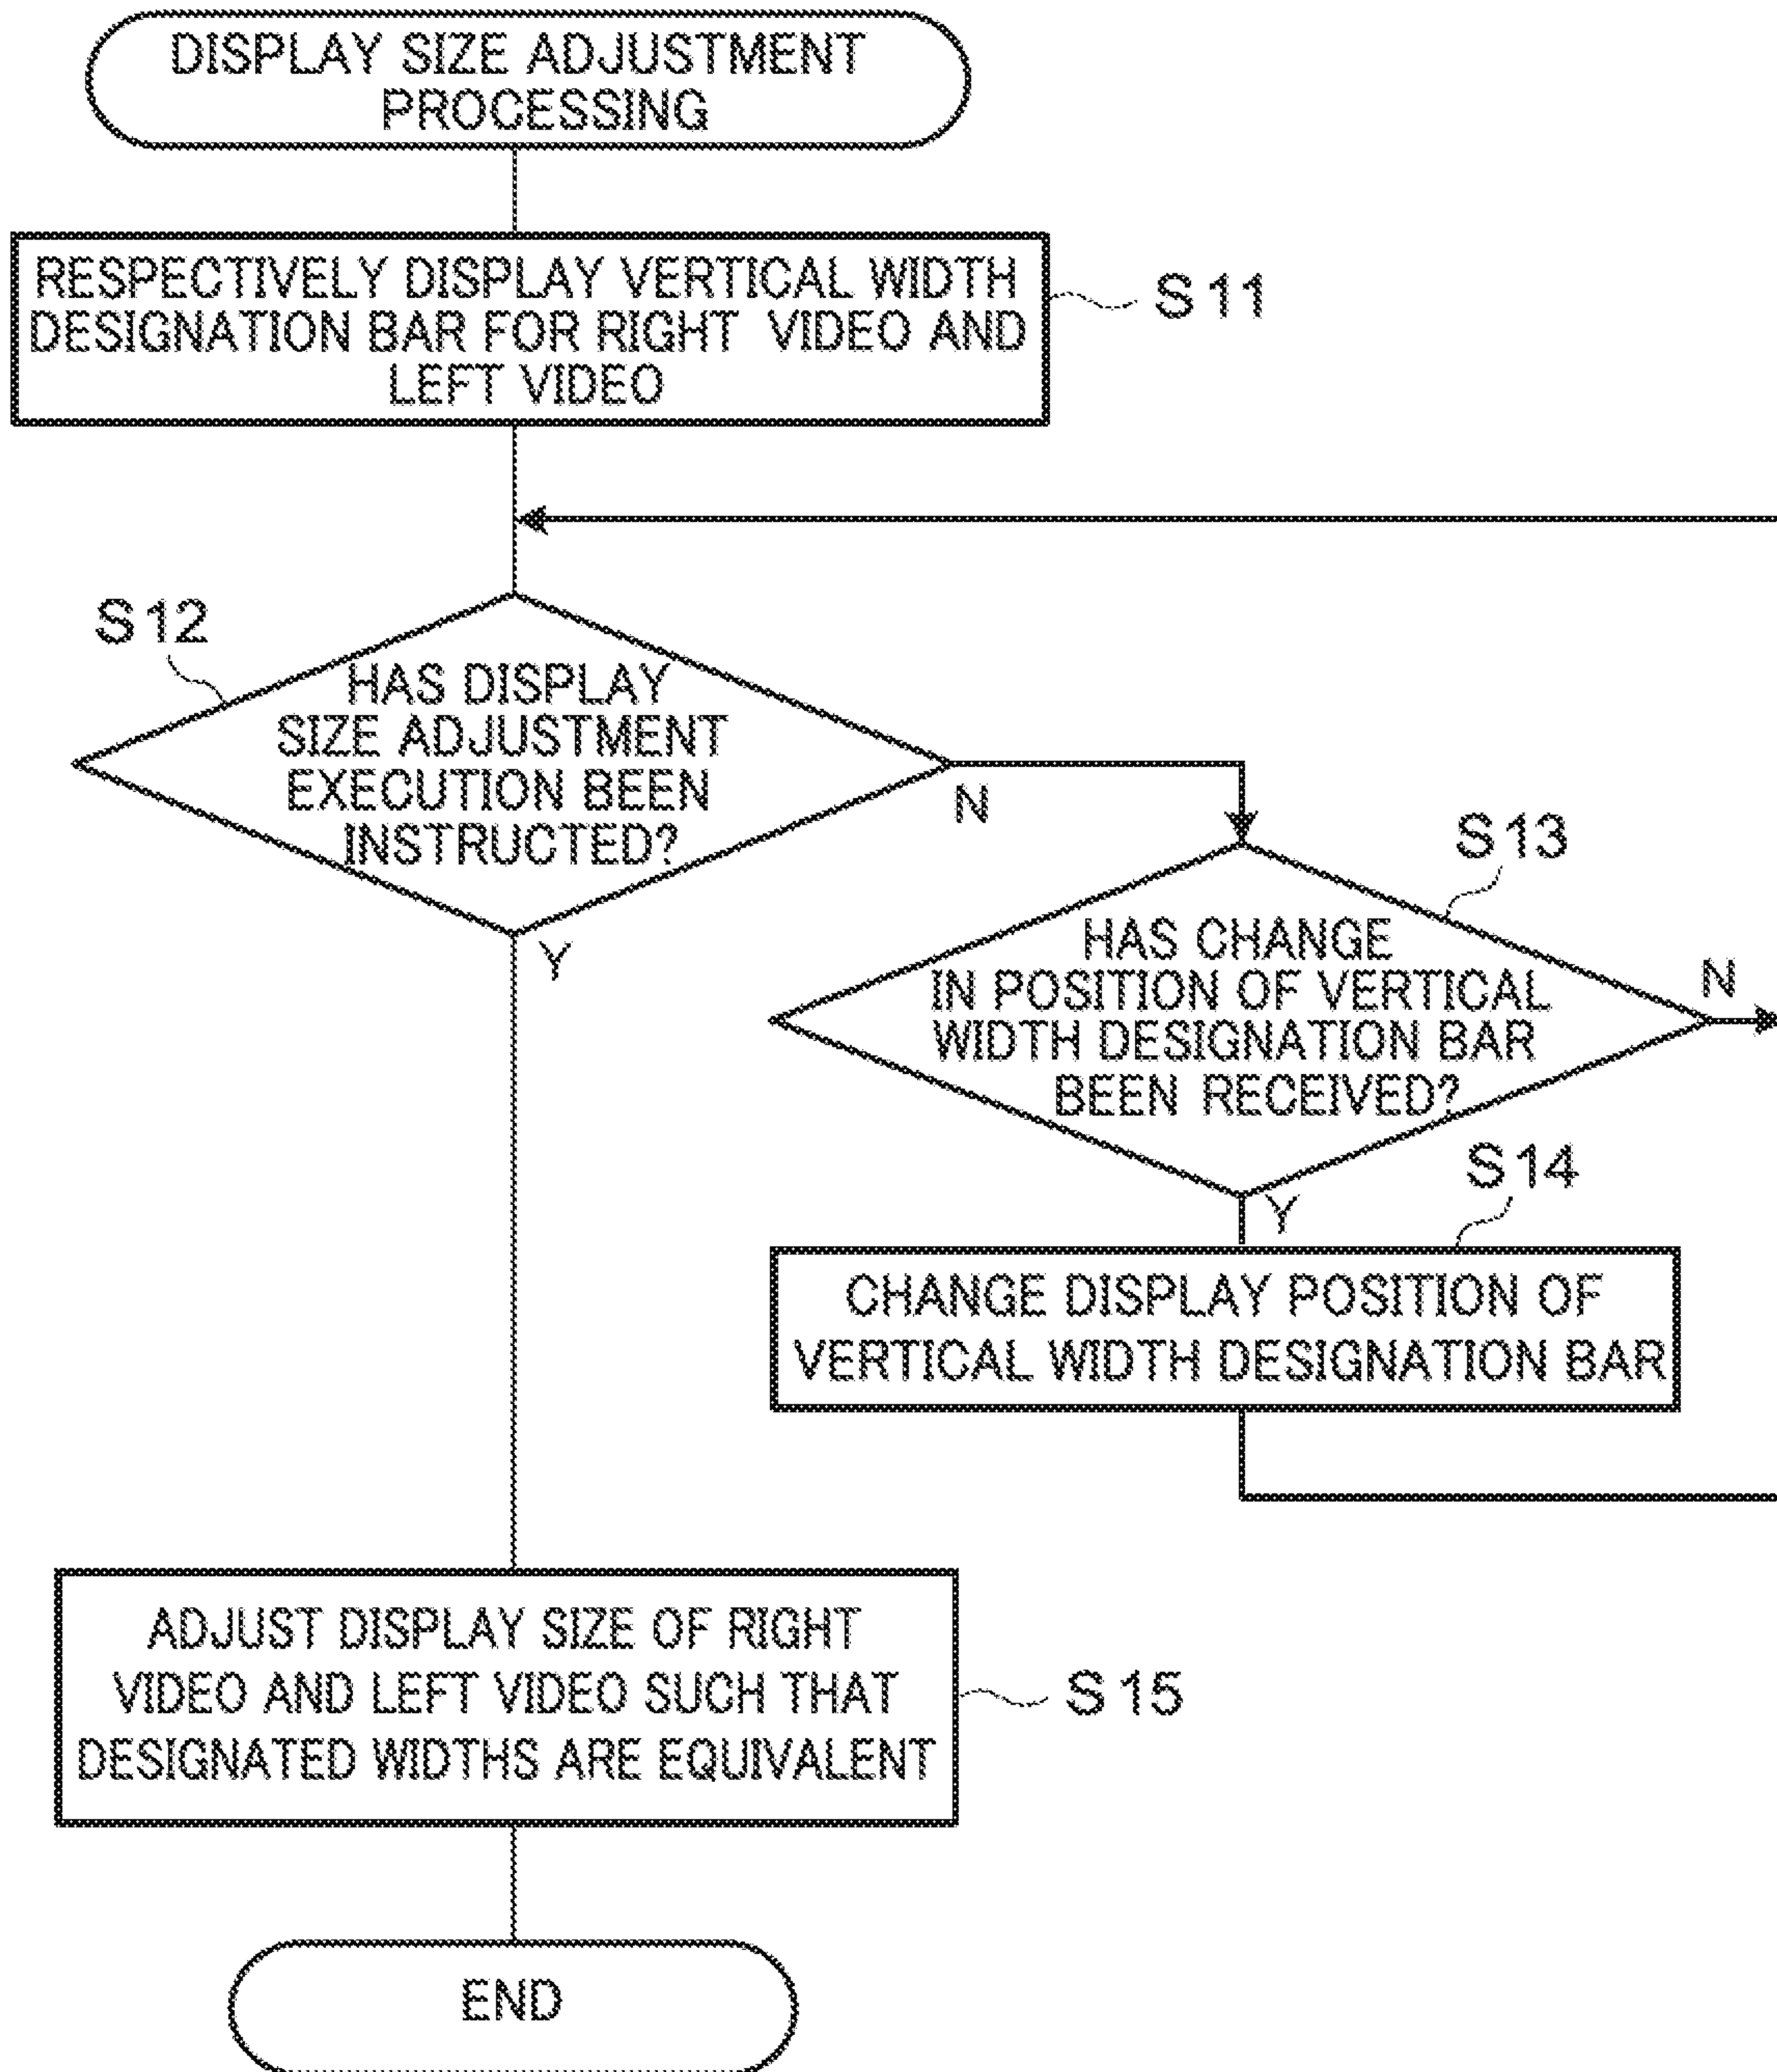 DISPLAY SIZE ADJUSTMENT
PROCESSING
RESPECTIVELY DISPLAY VERTICAL WIDTH
DESIGNATION BAR FOR RIGHT VIDEO AND
LEFT VIDEO
S11
S12
HAS DISPLAY
SIZE ADJUSTMENT
EXECUTION BEEN
INSTRUCTED?
N
Y
S13
HAS CHANGE
IN POSITION OF VERTICAL
WIDTH DESIGNATION BAR
BEEN RECEIVED?
N
Y
S14
CHANGE DISPLAY POSITION OF
VERTICAL WIDTH DESIGNATION BAR
ADJUST DISPLAY SIZE OF RIGHT
VIDEO AND LEFT VIDEO SUCH THAT
DESIGNATED WIDTHS ARE EQUIVALENT
S15
END